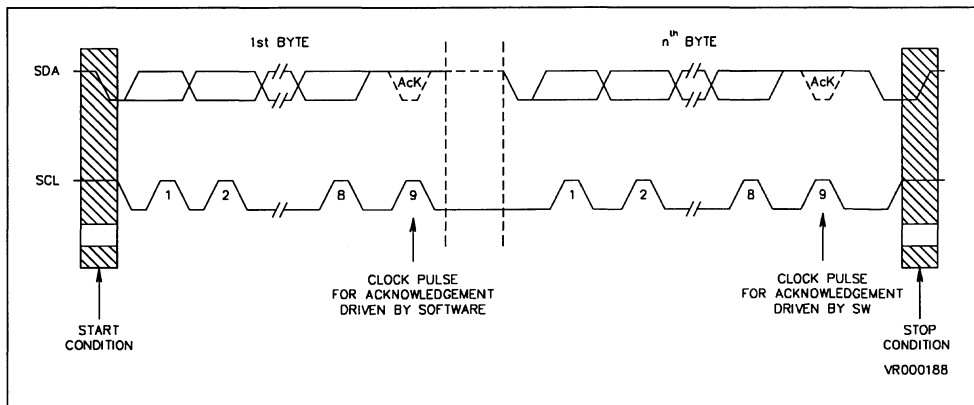 1st BYTE
nth BYTE
SDA
AcK
AcK
SCL
1
2
8
9
1
2
8
9
CLOCK PULSE
FOR ACKNOWLEDGEMENT
DRIVEN BY SOFTWARE
CLOCK PULSE
FOR ACKNOWLEDGEMENT
DRIVEN BY SW
START
CONDITION
STOP
CONDITION
VR000188